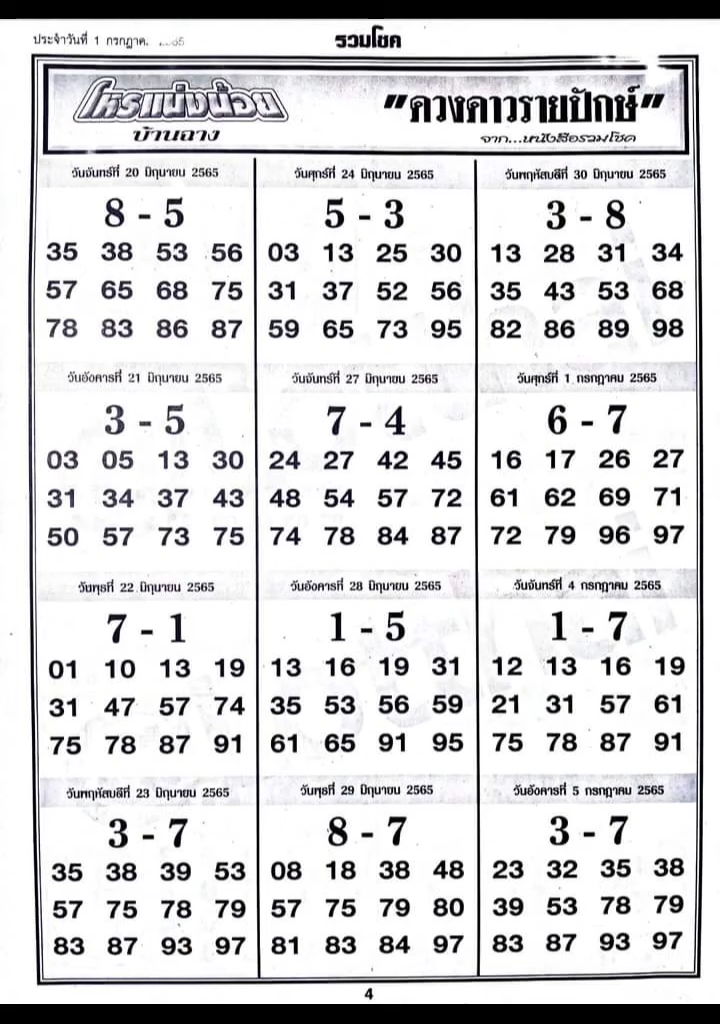 ประจำวันที่ 1 กรกฎาค.
รวมโชค
โหรแม่งน้อย
บ้านฉาง
"ดวงดาวรายปักษ์"
จาก...หนังสือรวมโชค
วันจันทร์ที่ 20 มิถุนายน 2565
8 - 5
35 38 53 56
57 65 68 75
78 83 86 87
วันศุกร์ที่ 24 มิถุนายน 2565
5 - 3
03 13 25 30
31 37 52 56
59 65 73 95
วันพฤหัสบดีที่ 30 มิถุนายน 2565
3 - 8
13 28 31 34
35 43 53 68
82 86 89 98
วันอังคารที่ 21 มิถุนายน 2565
3 - 5
03 05 13 30
31 34 37 43
50 57 73 75
วันจันทร์ที่ 27 มิถุนายน 2565
7 - 4
24 27 42 45
48 54 57 72
74 78 84 87
วันศุกร์ที่ 1 กรกฎาคม 2565
6 - 7
16 17 26 27
61 62 69 71
72 79 96 97
วันพุธที่ 22 มิถุนายน 2565
7 - 1
01 10 13 19
31 47 57 74
75 78 87 91
วันอังคารที่ 28 มิถุนายน 2565
1 - 5
13 16 19 31
35 53 56 59
61 65 91 95
วันจันทร์ที่ 4 กรกฎาคม 2565
1 - 7
12 13 16 19
21 31 57 61
75 78 87 91
วันพฤหัสบดีที่ 23 มิถุนายน 2565
3 - 7
35 38 39 53
57 75 78 79
83 87 93 97
วันพุธที่ 29 มิถุนายน 2565
8 - 7
08 18 38 48
57 75 79 80
81 83 84 97
วันอังคารที่ 5 กรกฎาคม 2565
3 - 7
23 32 35 38
39 53 78 79
83 87 93 97
4